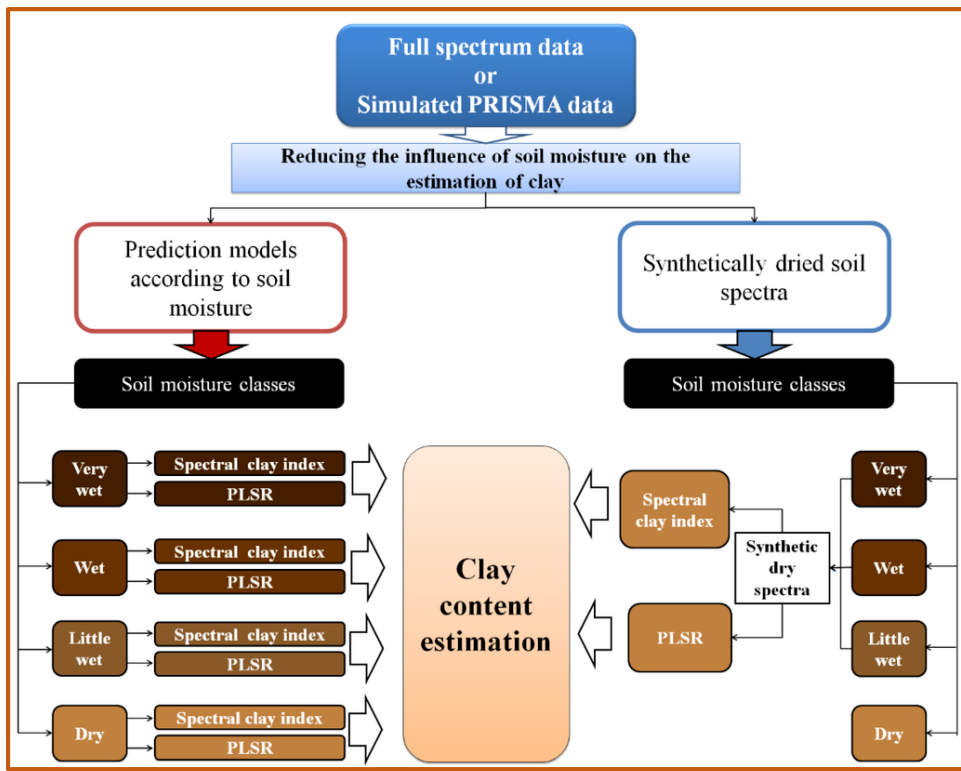 Full spectrum data
or
Simulated PRISMA data
Reducing the influence of soil moisture on the
estimation of clay
Prediction models
according to soil
moisture
Synthetically dried soil
spectra
Soil moisture classes
Soil moisture classes
Very
wet
Spectral clay index
PLSR
Wet
Spectral clay index
PLSR
Little
wet
Spectral clay index
PLSR
Dry
Spectral clay index
PLSR
Clay
content
estimation
Spectral
clay index
PLSR
Synthetic
dry
spectra
Very
wet
Wet
Little
wet
Dry